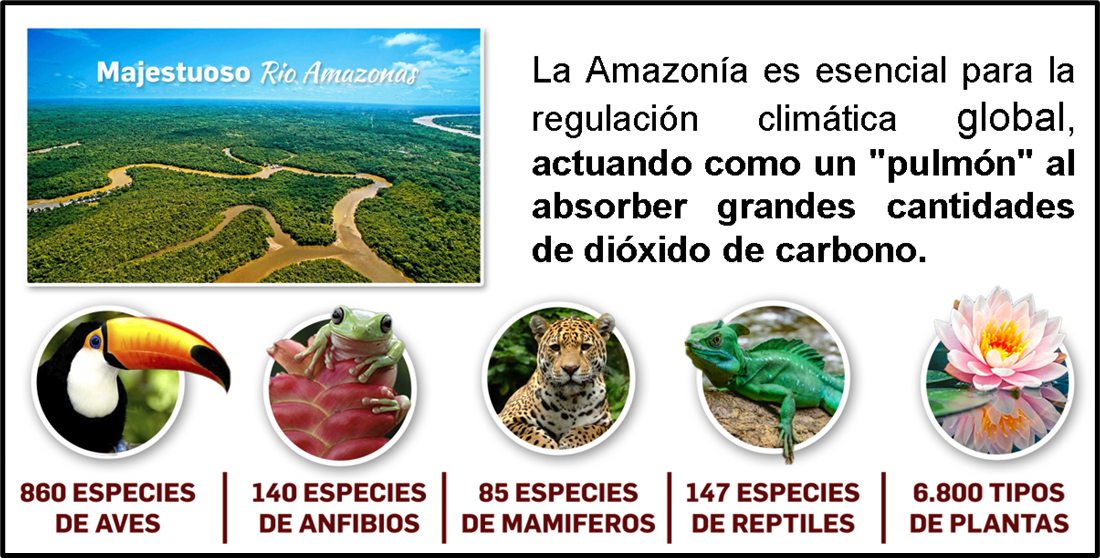 Majestuoso Río Amazonas
La Amazonía es esencial para la
regulación climática global,
actuando como un "pulmón" al
absorber grandes cantidades
de dióxido de carbono.
860 ESPECIES
DE AVES
140 ESPECIES
DE ANFIBIOS
85 ESPECIES
DE MAMIFEROS
147 ESPECIES
DE REPTILES
6.800 TIPOS
DE PLANTAS